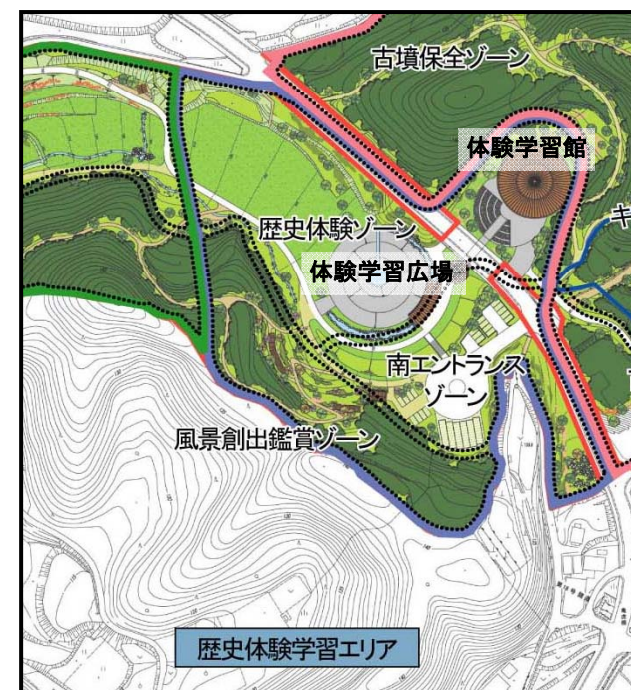 古墳保全ゾーン
体験学習館
キ
歴史体験ゾーン
体験学習広場
南エントランス
ゾーン
風景創出鑑賞ゾーン
歴史体験学習エリア